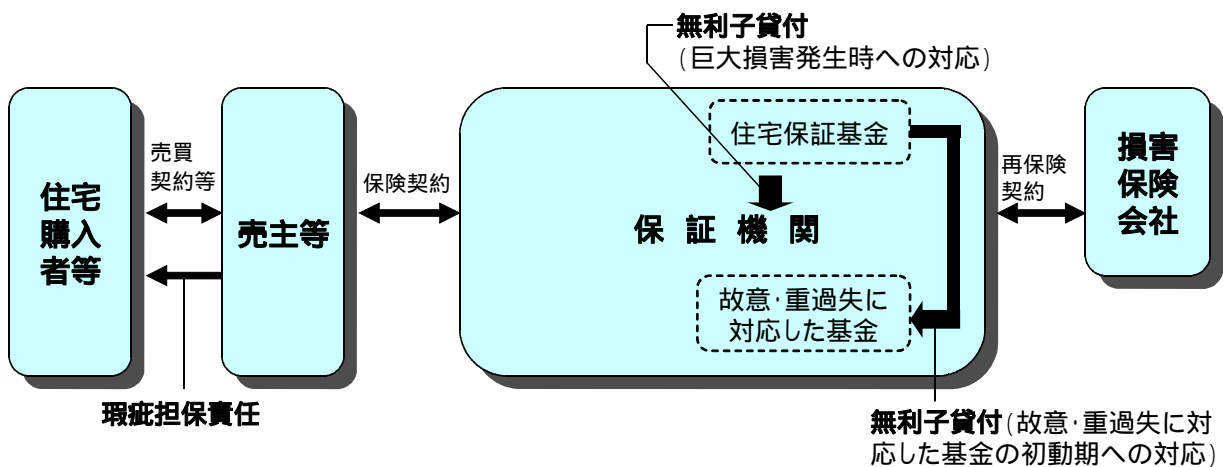 無利子貸付
(巨大損害発生時への対応)
住宅
購入
者等
売買
契約等
売主等
保険契約
住宅保証基金
保証機関
故意・重過失に
対応した基金
再保険
契約
損害
保険
会社
瑕疵担保責任
無利子貸付(故意・重過失に対
応した基金の初動期への対応)